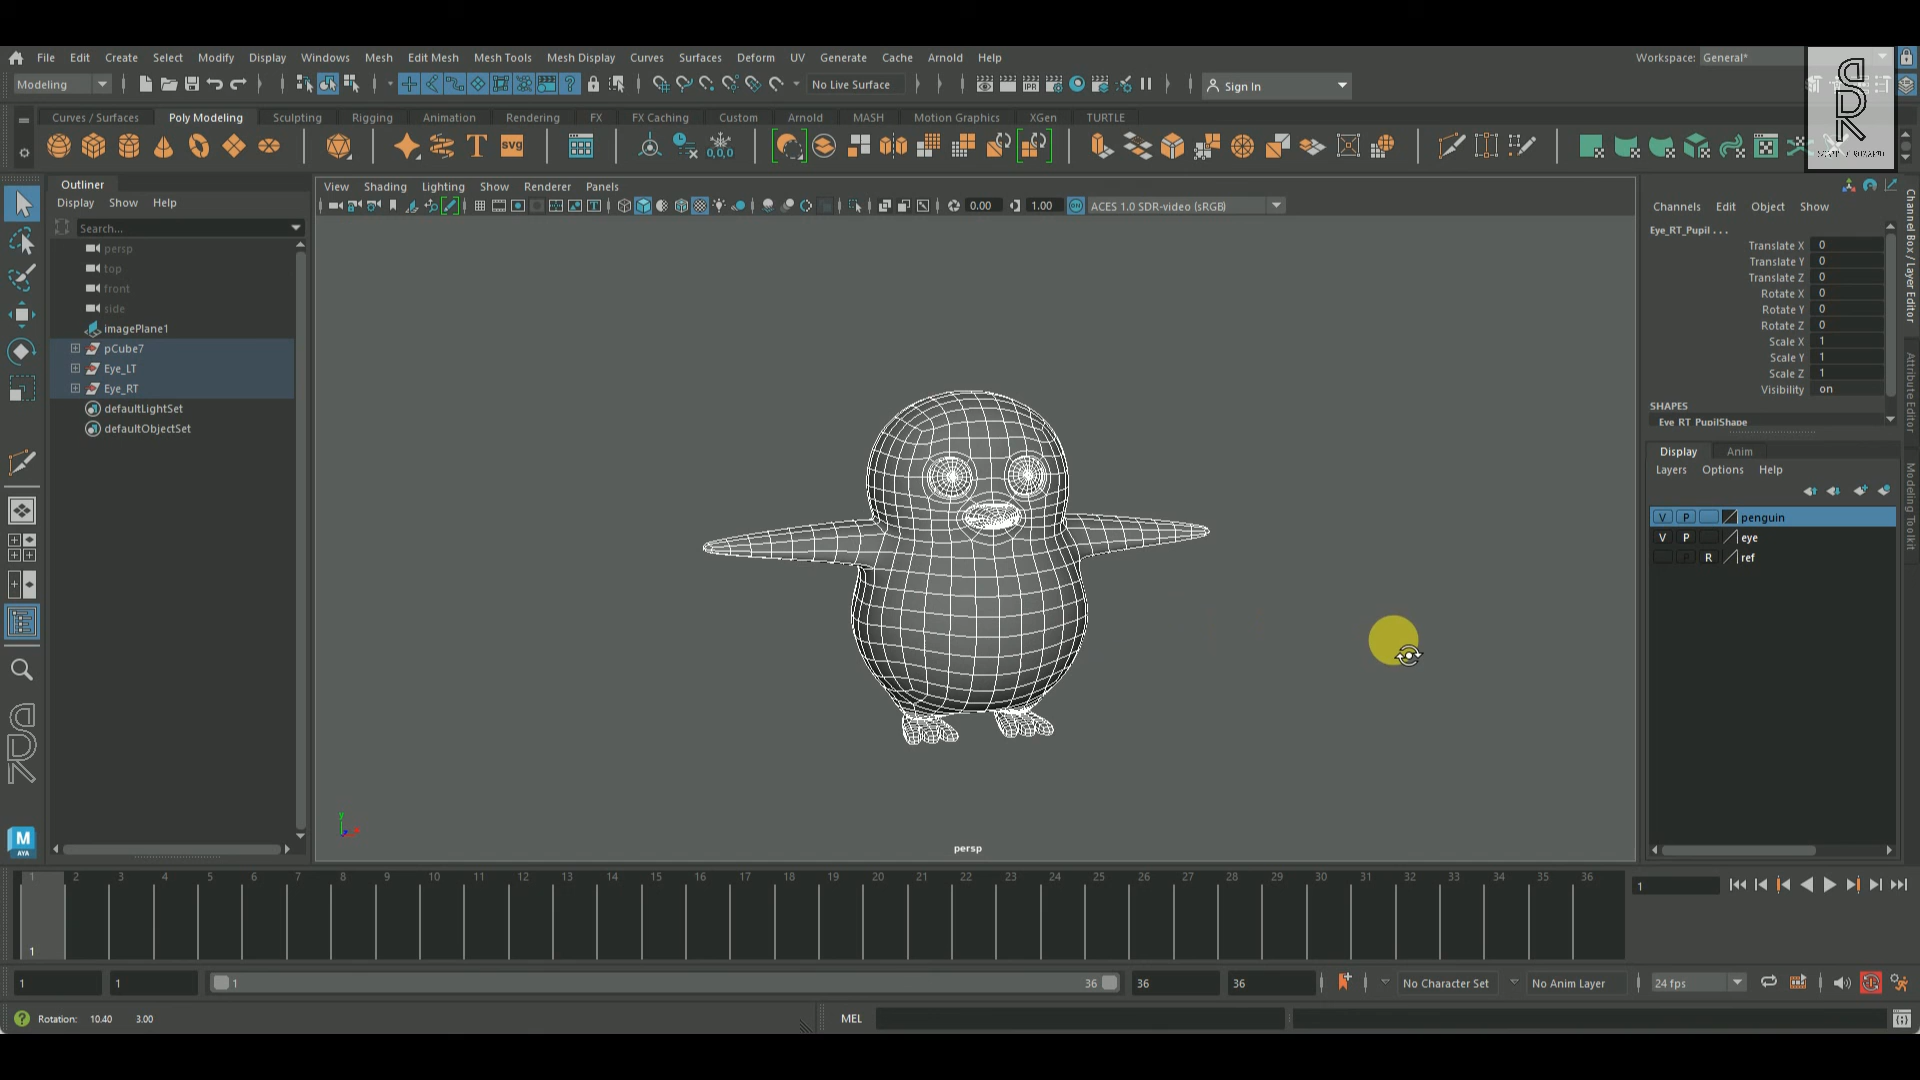 File Edit Create Select Modify Display Windows Mesh Edit Mesh Mesh Tools Mesh Display Curves Surfaces Deform UV Generate Cache Arnold Help
Workspace: General*
Modeling
No Live Surface
Sign In
Curves / Surfaces Poly Modeling Sculpting Rigging Animation Rendering FX FX Caching Custom Arnold MASH Motion Graphics XGen TURTLE
Outliner
Display Show Help
Search...
persp
top
front
side
imagePlane1
pCube7
Eye_LT
Eye_RT
defaultLightSet
defaultObjectSet
View Shading Lighting Show Renderer Panels
0.00 1.00 ACES 1.0 SDR-video (sRGB)
persp
Channels Edit Object Show
Eye_RT_Pupil . . .
Translate X 0
Translate Y 0
Translate Z 0
Rotate X 0
Rotate Y 0
Rotate Z 0
Scale X 1
Scale Y 1
Scale Z 1
Visibility on
SHAPES
Eye_RT_PupilShape
Display Anim
Layers Options Help
V P penguin
V P eye
P R ref
Channel Box / Layer Editor
Attribute Editor
Modeling Toolkit
1 2 3 4 5 6 7 8 9 10 11 12 13 14 15 16 17 18 19 20 21 22 23 24 25 26 27 28 29 30 31 32 33 34 35 36
1
1
1 1 1 36 36 36 No Character Set No Anim Layer 24 fps
Rotation: 10.40 3.00
MEL